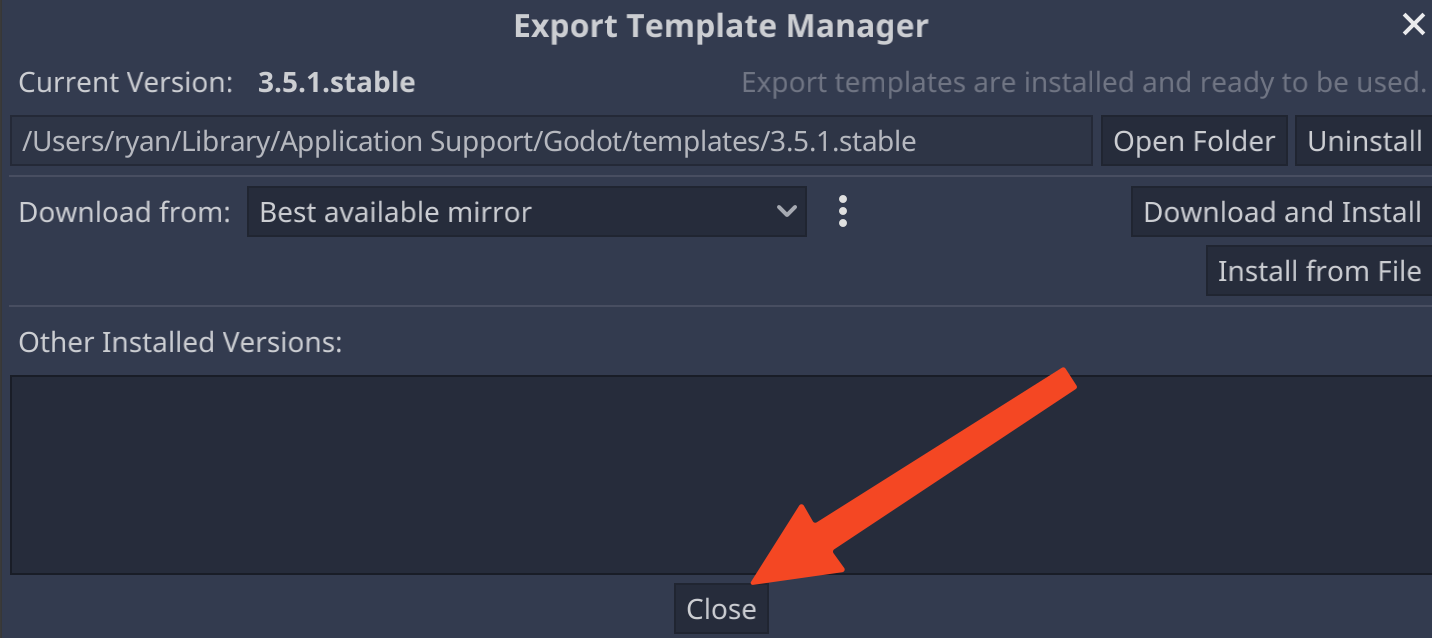 Export Template Manager
Current Version: 3.5.1.stable Export templates are installed and ready to be used.
/Users/ryan/Library/Application Support/Godot/templates/3.5.1.stable Open Folder Uninstall
Download from: Best available mirror Download and Install
Install from File
Other Installed Versions:
Close